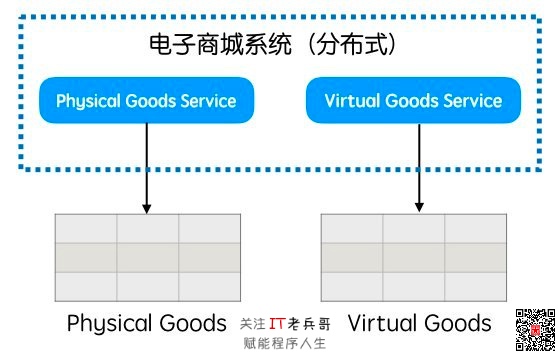 电子商城系统（分布式）
Physical Goods Service
Virtual Goods Service
Physical Goods
关注IT老兵哥
赋能程序人生
Virtual Goods